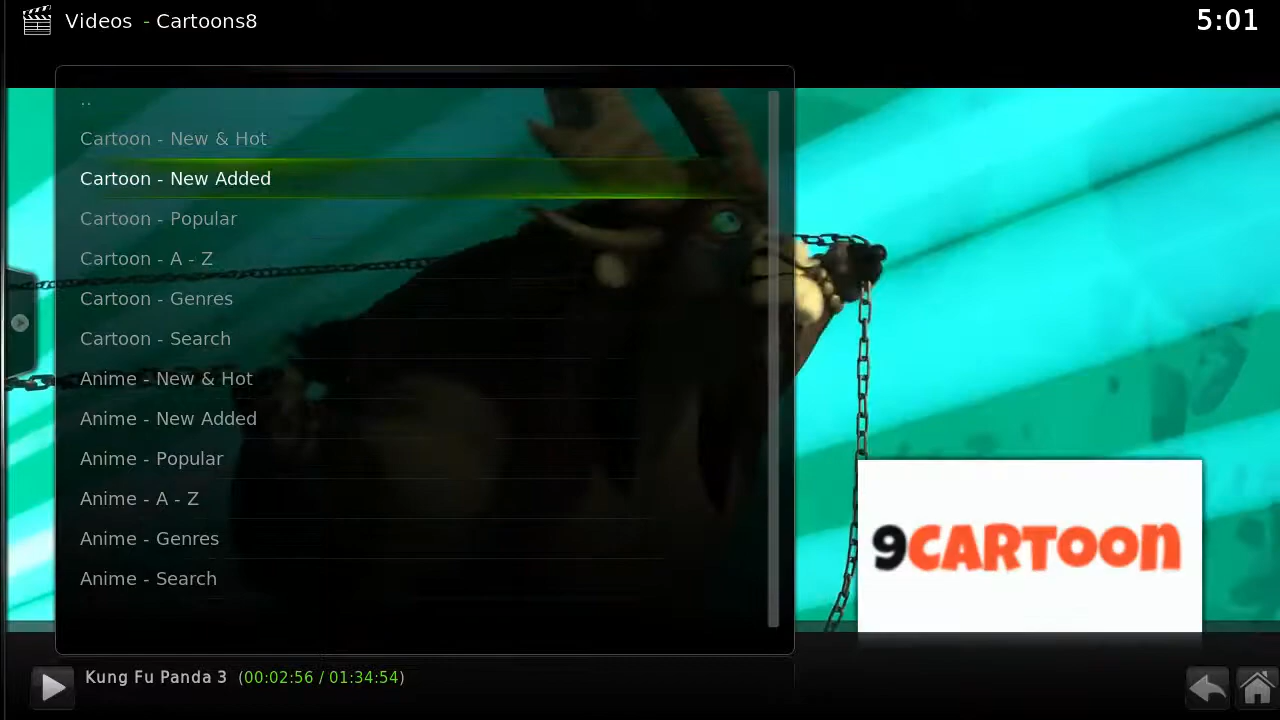 Videos - Cartoons8
5:01
..
Cartoon - New & Hot
Cartoon - New Added
Cartoon - Popular
Cartoon - A - Z
Cartoon - Genres
Cartoon - Search
Anime - New & Hot
Anime - New Added
Anime - Popular
Anime - A - Z
Anime - Genres
Anime - Search
9CARTOOn
Kung Fu Panda 3 (00:02:56 / 01:34:54)